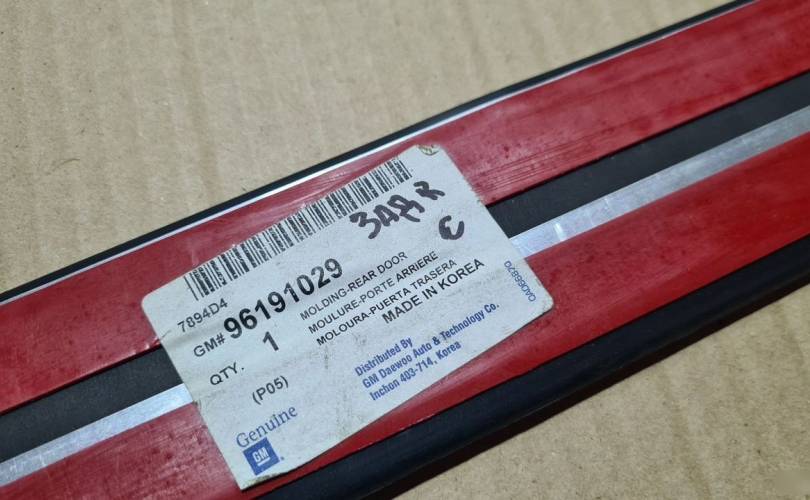 ЗАД R
C
7894D4
GM# 96191029
QTY. 1
MOLDING-REAR DOOR
MOULURE-PORTE ARRIERE
MOLOURA-PUERTA TRASERA
MADE IN KOREA
(P05)
Distributed By
GM Daewoo Auto & Technology Co.
Inchon 403-714, Korea
Genuine
GM
OAD66870